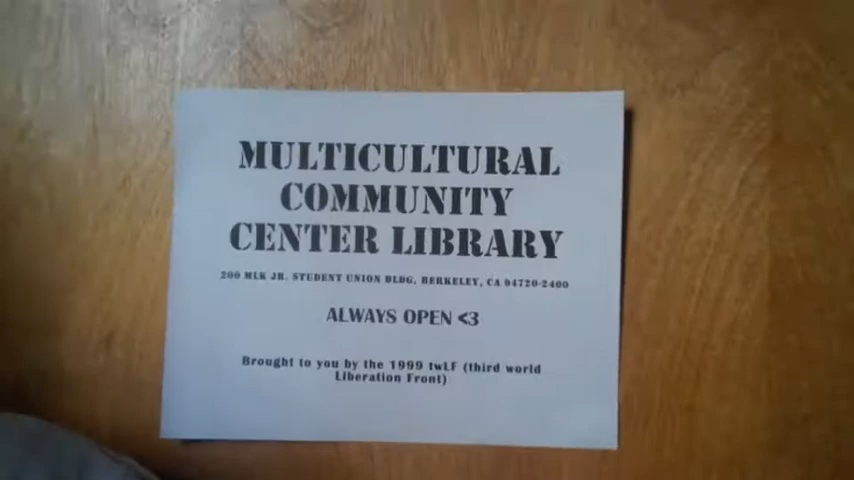 MULTICULTURAL
COMMUNITY
CENTER LIBRARY
200 MLK JR. STUDENT UNION BLDG, BERKELEY, CA 94720-2400
ALWAYS OPEN <3
Brought to you by the 1999 twLF (third world
Liberation Front)